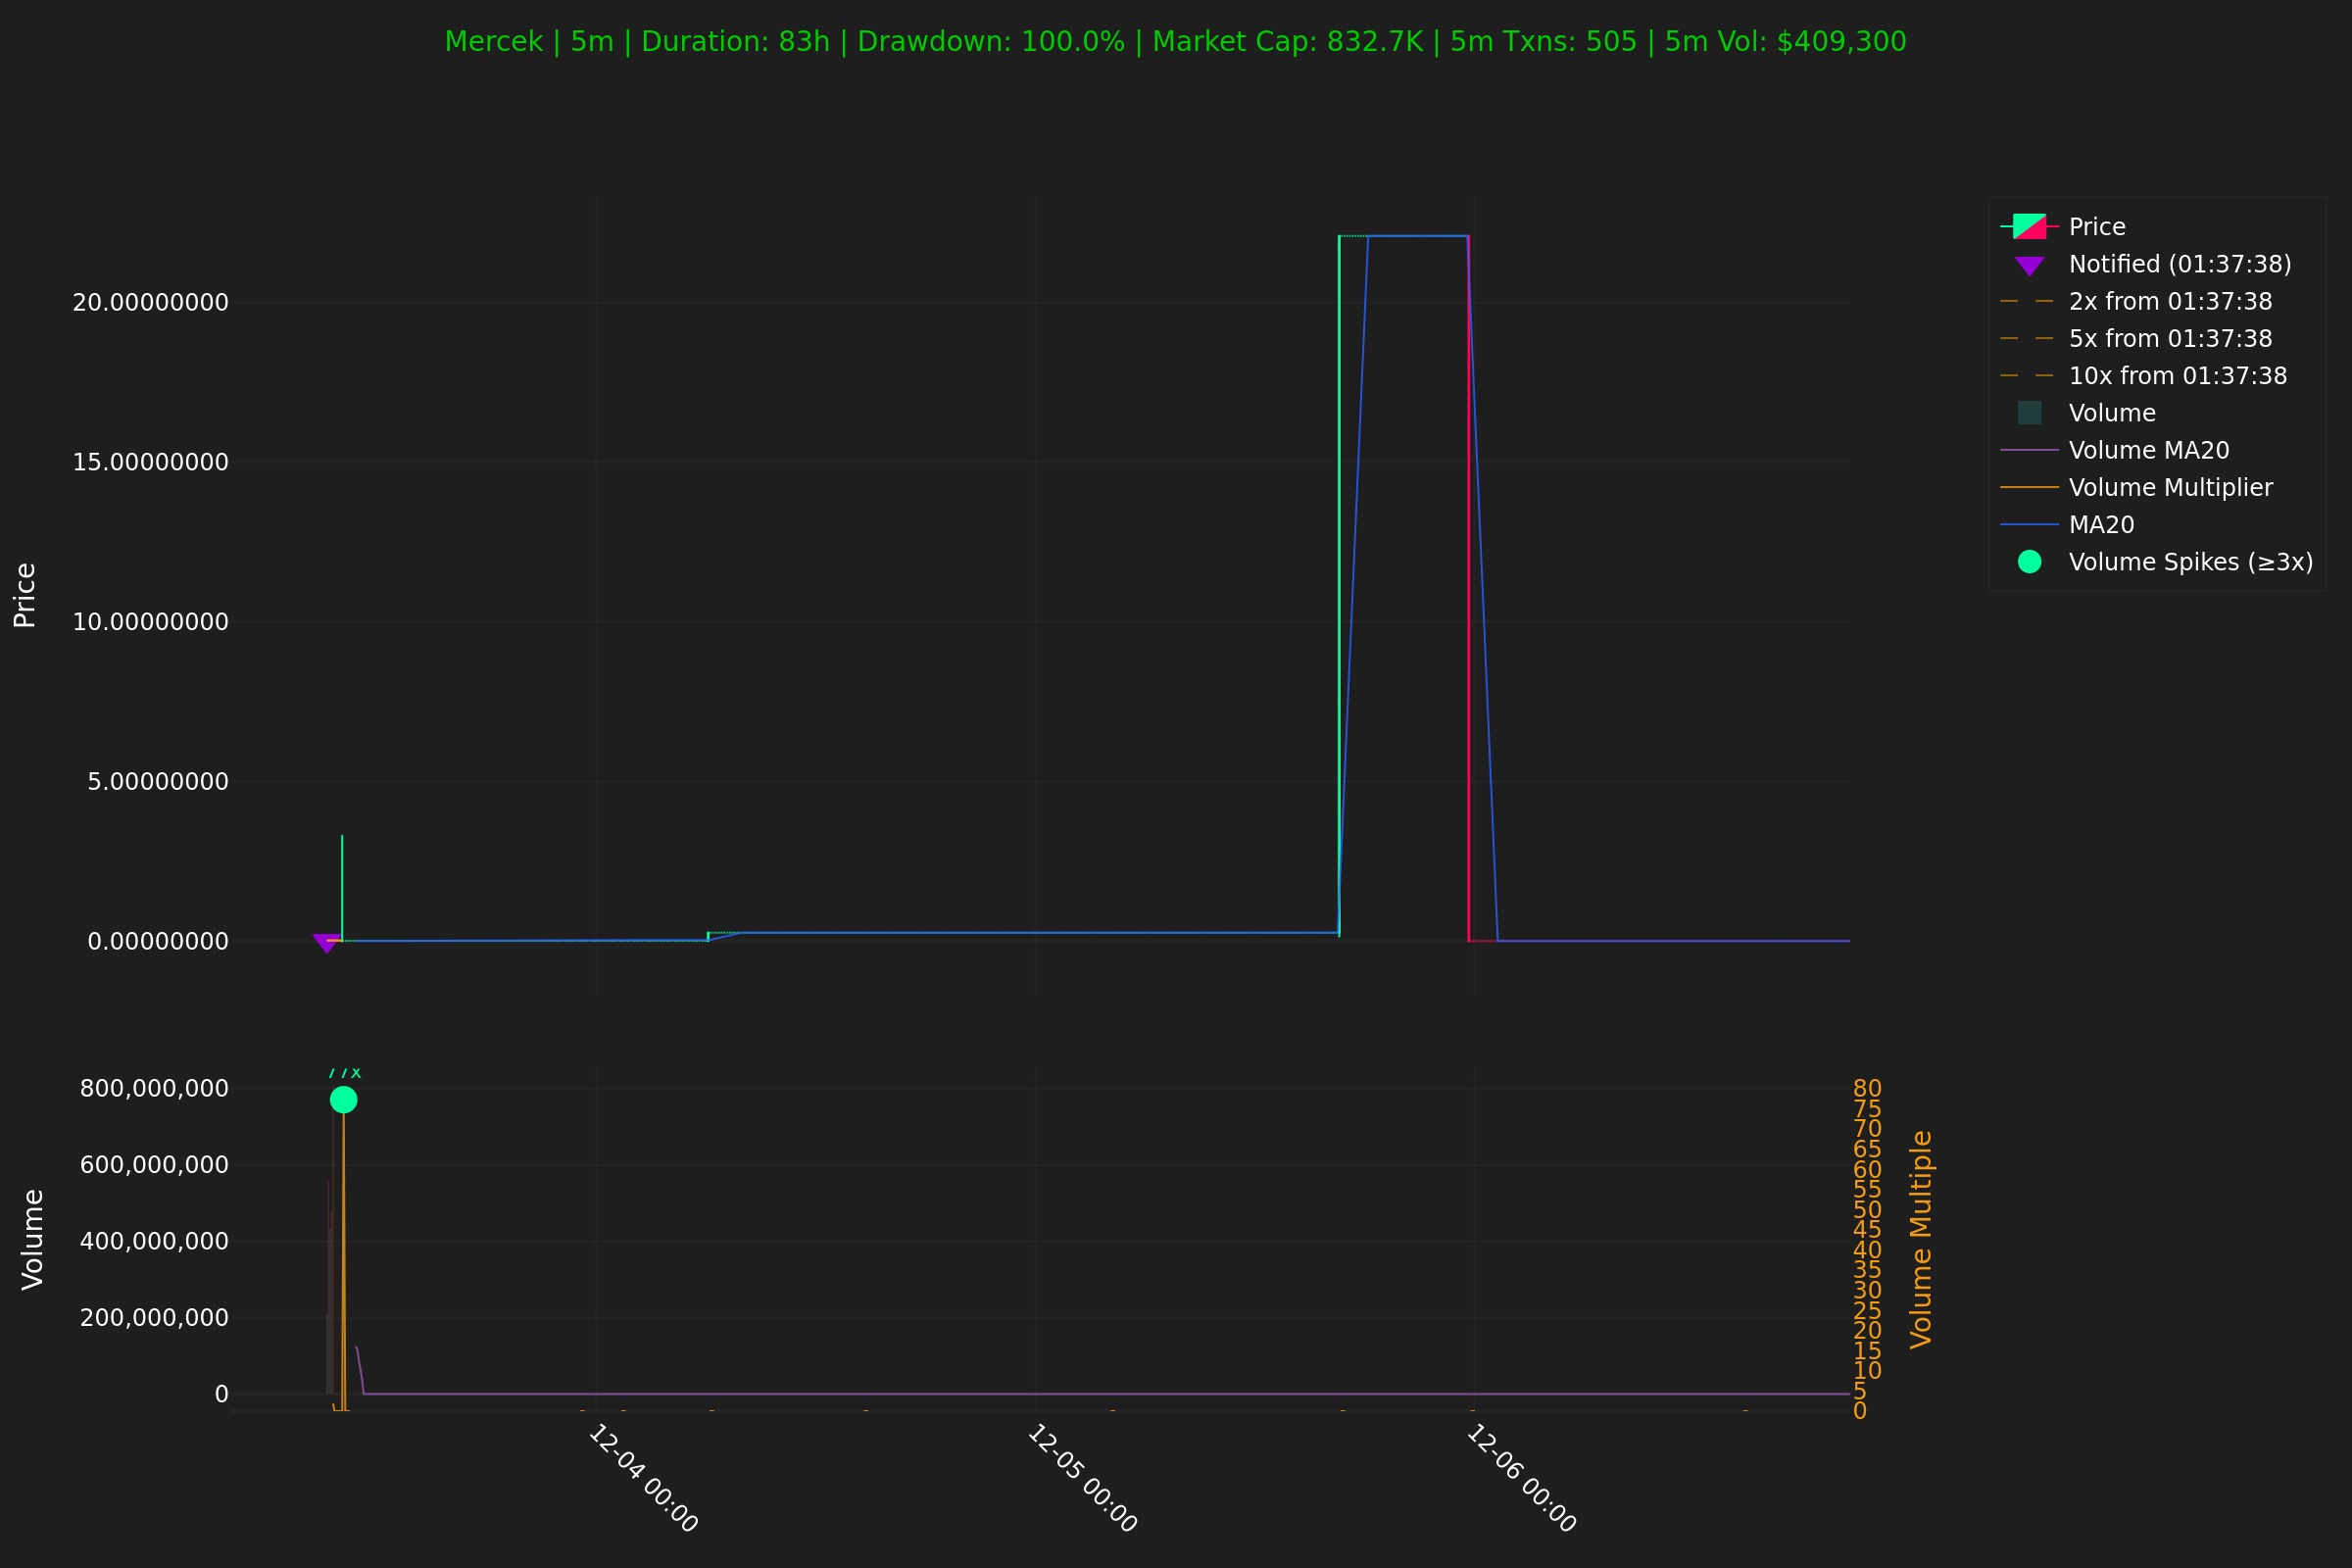 Mercek | 5m | Duration: 83h | Drawdown: 100.0% | Market Cap: 832.7K | 5m Txns: 505 | 5m Vol: $409,300
Price
20.00000000
15.00000000
10.00000000
5.00000000
0.00000000
Price
Notified (01:37:38)
2x from 01:37:38
5x from 01:37:38
10x from 01:37:38
Volume
Volume MA20
Volume Multiplier
MA20
Volume Spikes (≥3x)
Volume
800,000,000
600,000,000
400,000,000
200,000,000
0
77x
80
75
70
65
60
55
50
45
40
35
30
25
20
15
10
5
0
Volume Multiple
12-04 00:00
12-05 00:00
12-06 00:00